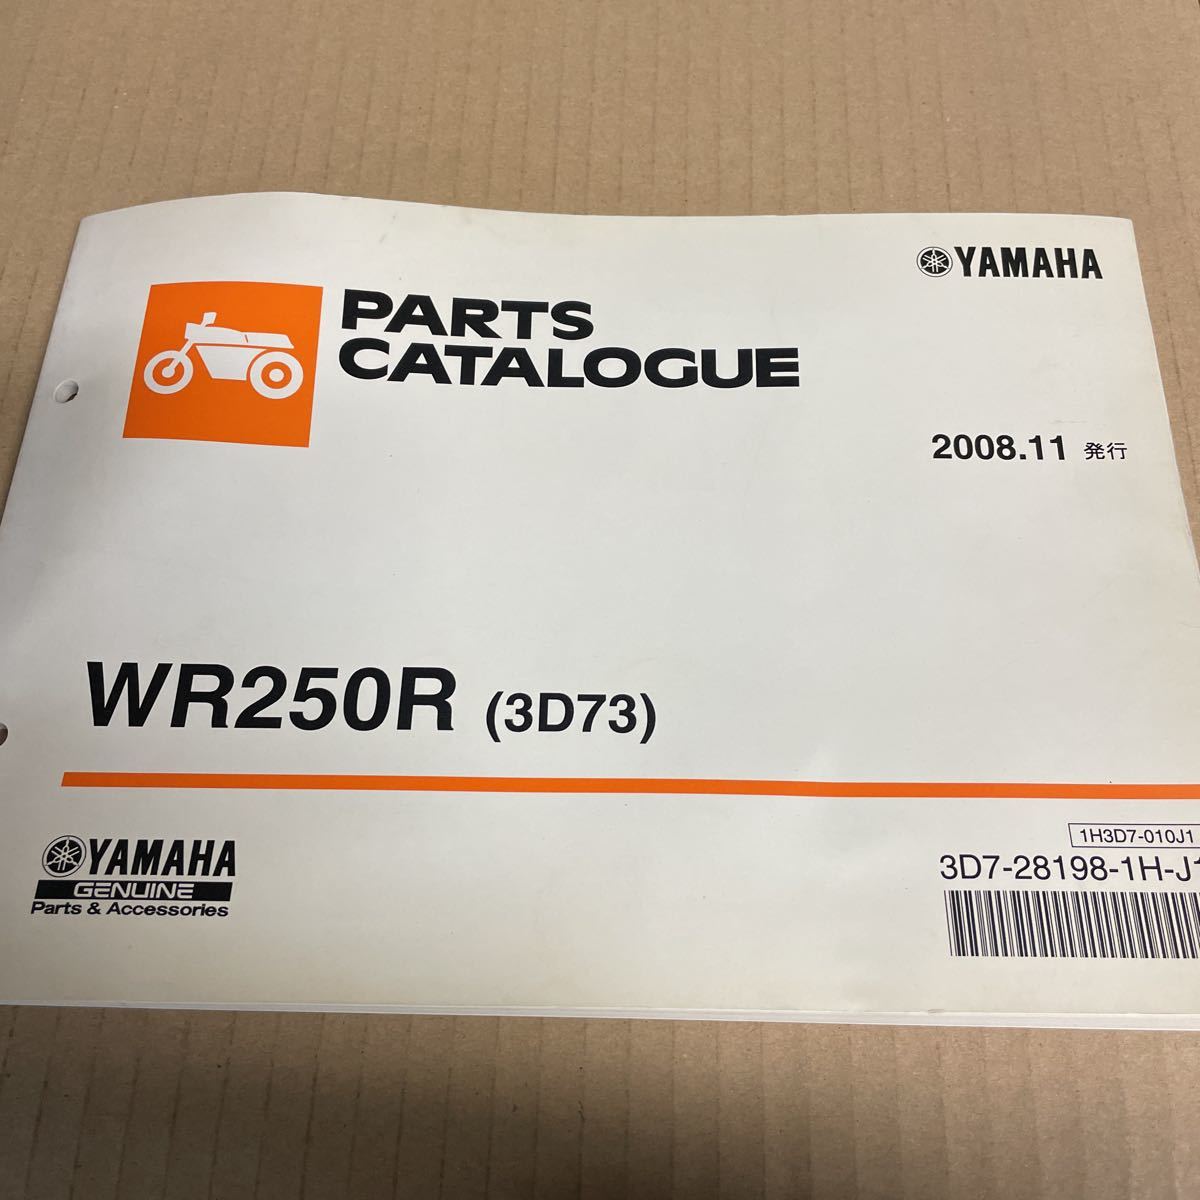 YAMAHA
PARTS
CATALOGUE
2008.11 発行
WR250R (3D73)
YAMAHA
GENUINE
Parts & Accessories
1H3D7-010J1
3D7-28198-1H-J1